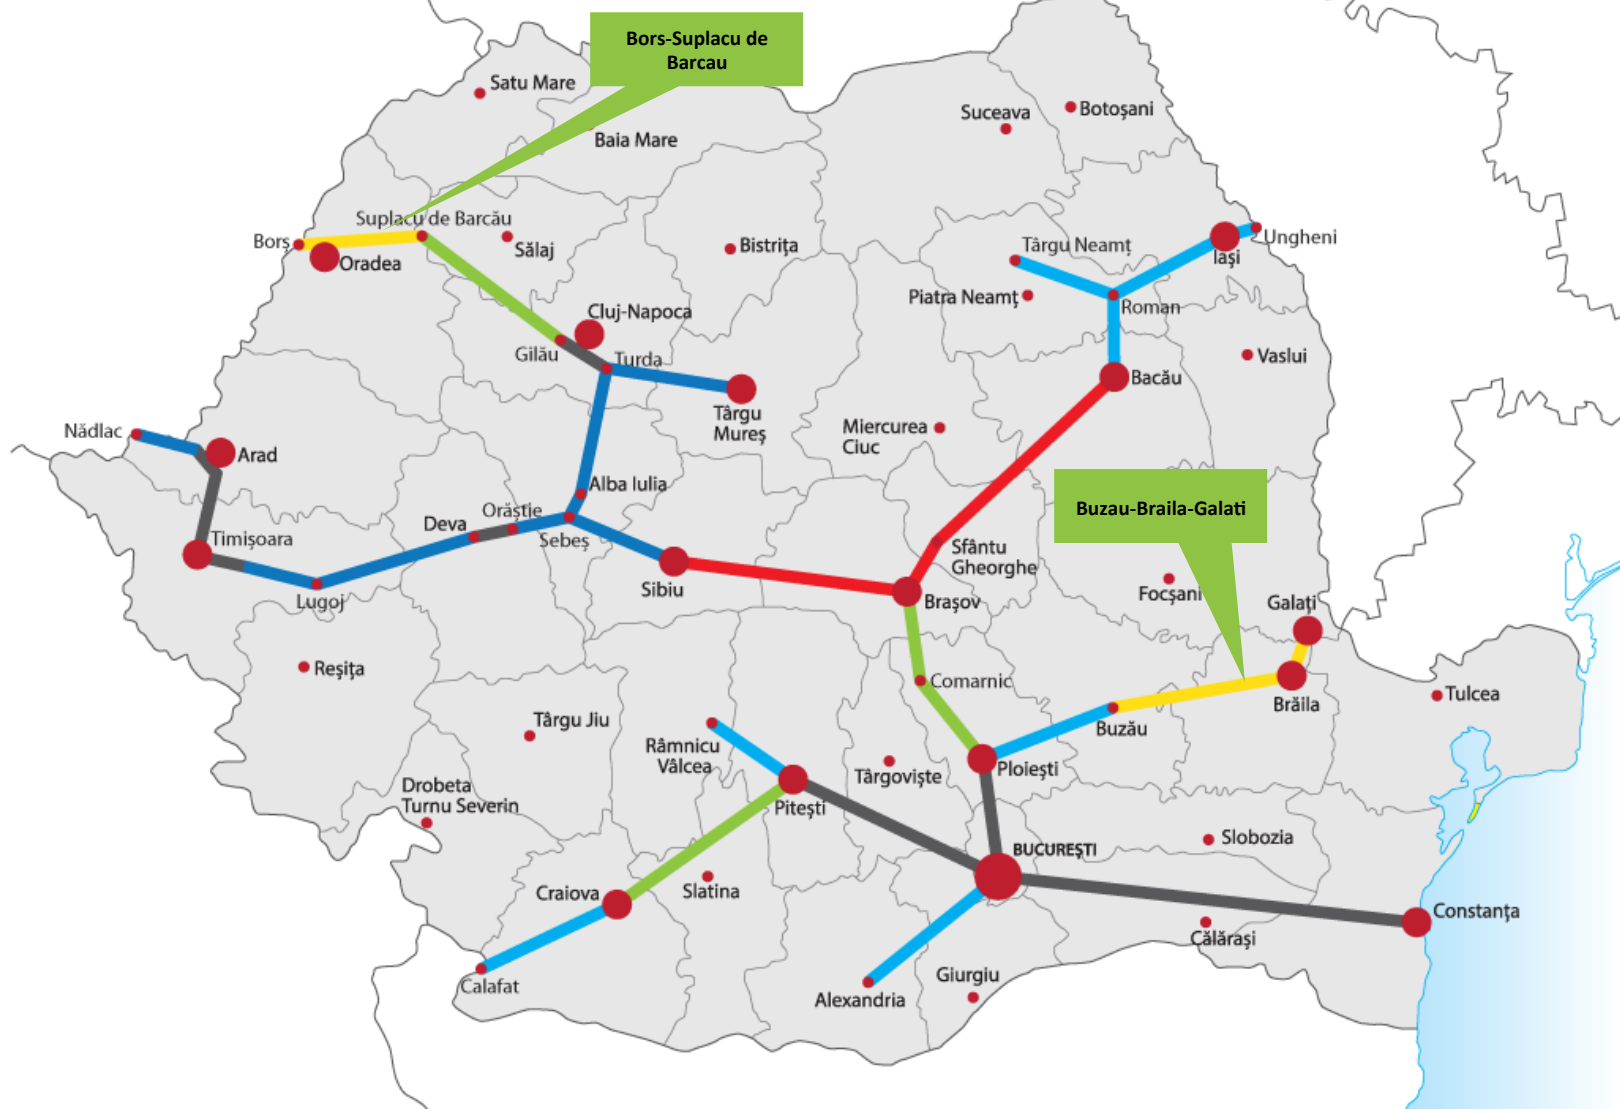 Bors-Suplacu de
Barcau
Satu Mare
Baia Mare
Suceava
Botoșani
Suplacu de Barcău
Borș
Oradea
Sălaj
Bistrița
Târgu Neamț
Iași
Ungheni
Piatra Neamț
Roman
Cluj-Napoca
Gilău
Turda
Vaslui
Bacău
Târgu
Mureș
Miercurea
Ciuc
Nădlac
Arad
Alba Iulia
Orăștie
Deva
Sebeș
Timișoara
Lugoj
Sibiu
Buzau-Braila-Galati
Sfântu
Gheorghe
Brașov
Focșani
Galați
Reșița
Comarnic
Brăila
Tulcea
Târgu Jiu
Râmnicu
Vâlcea
Buzău
Ploiești
Târgoviște
Drobeta
Turnu Severin
Pitești
BUCUREȘTI
Slobozia
Craiova
Slatina
Constanța
Călărași
Calafat
Alexandria
Giurgiu